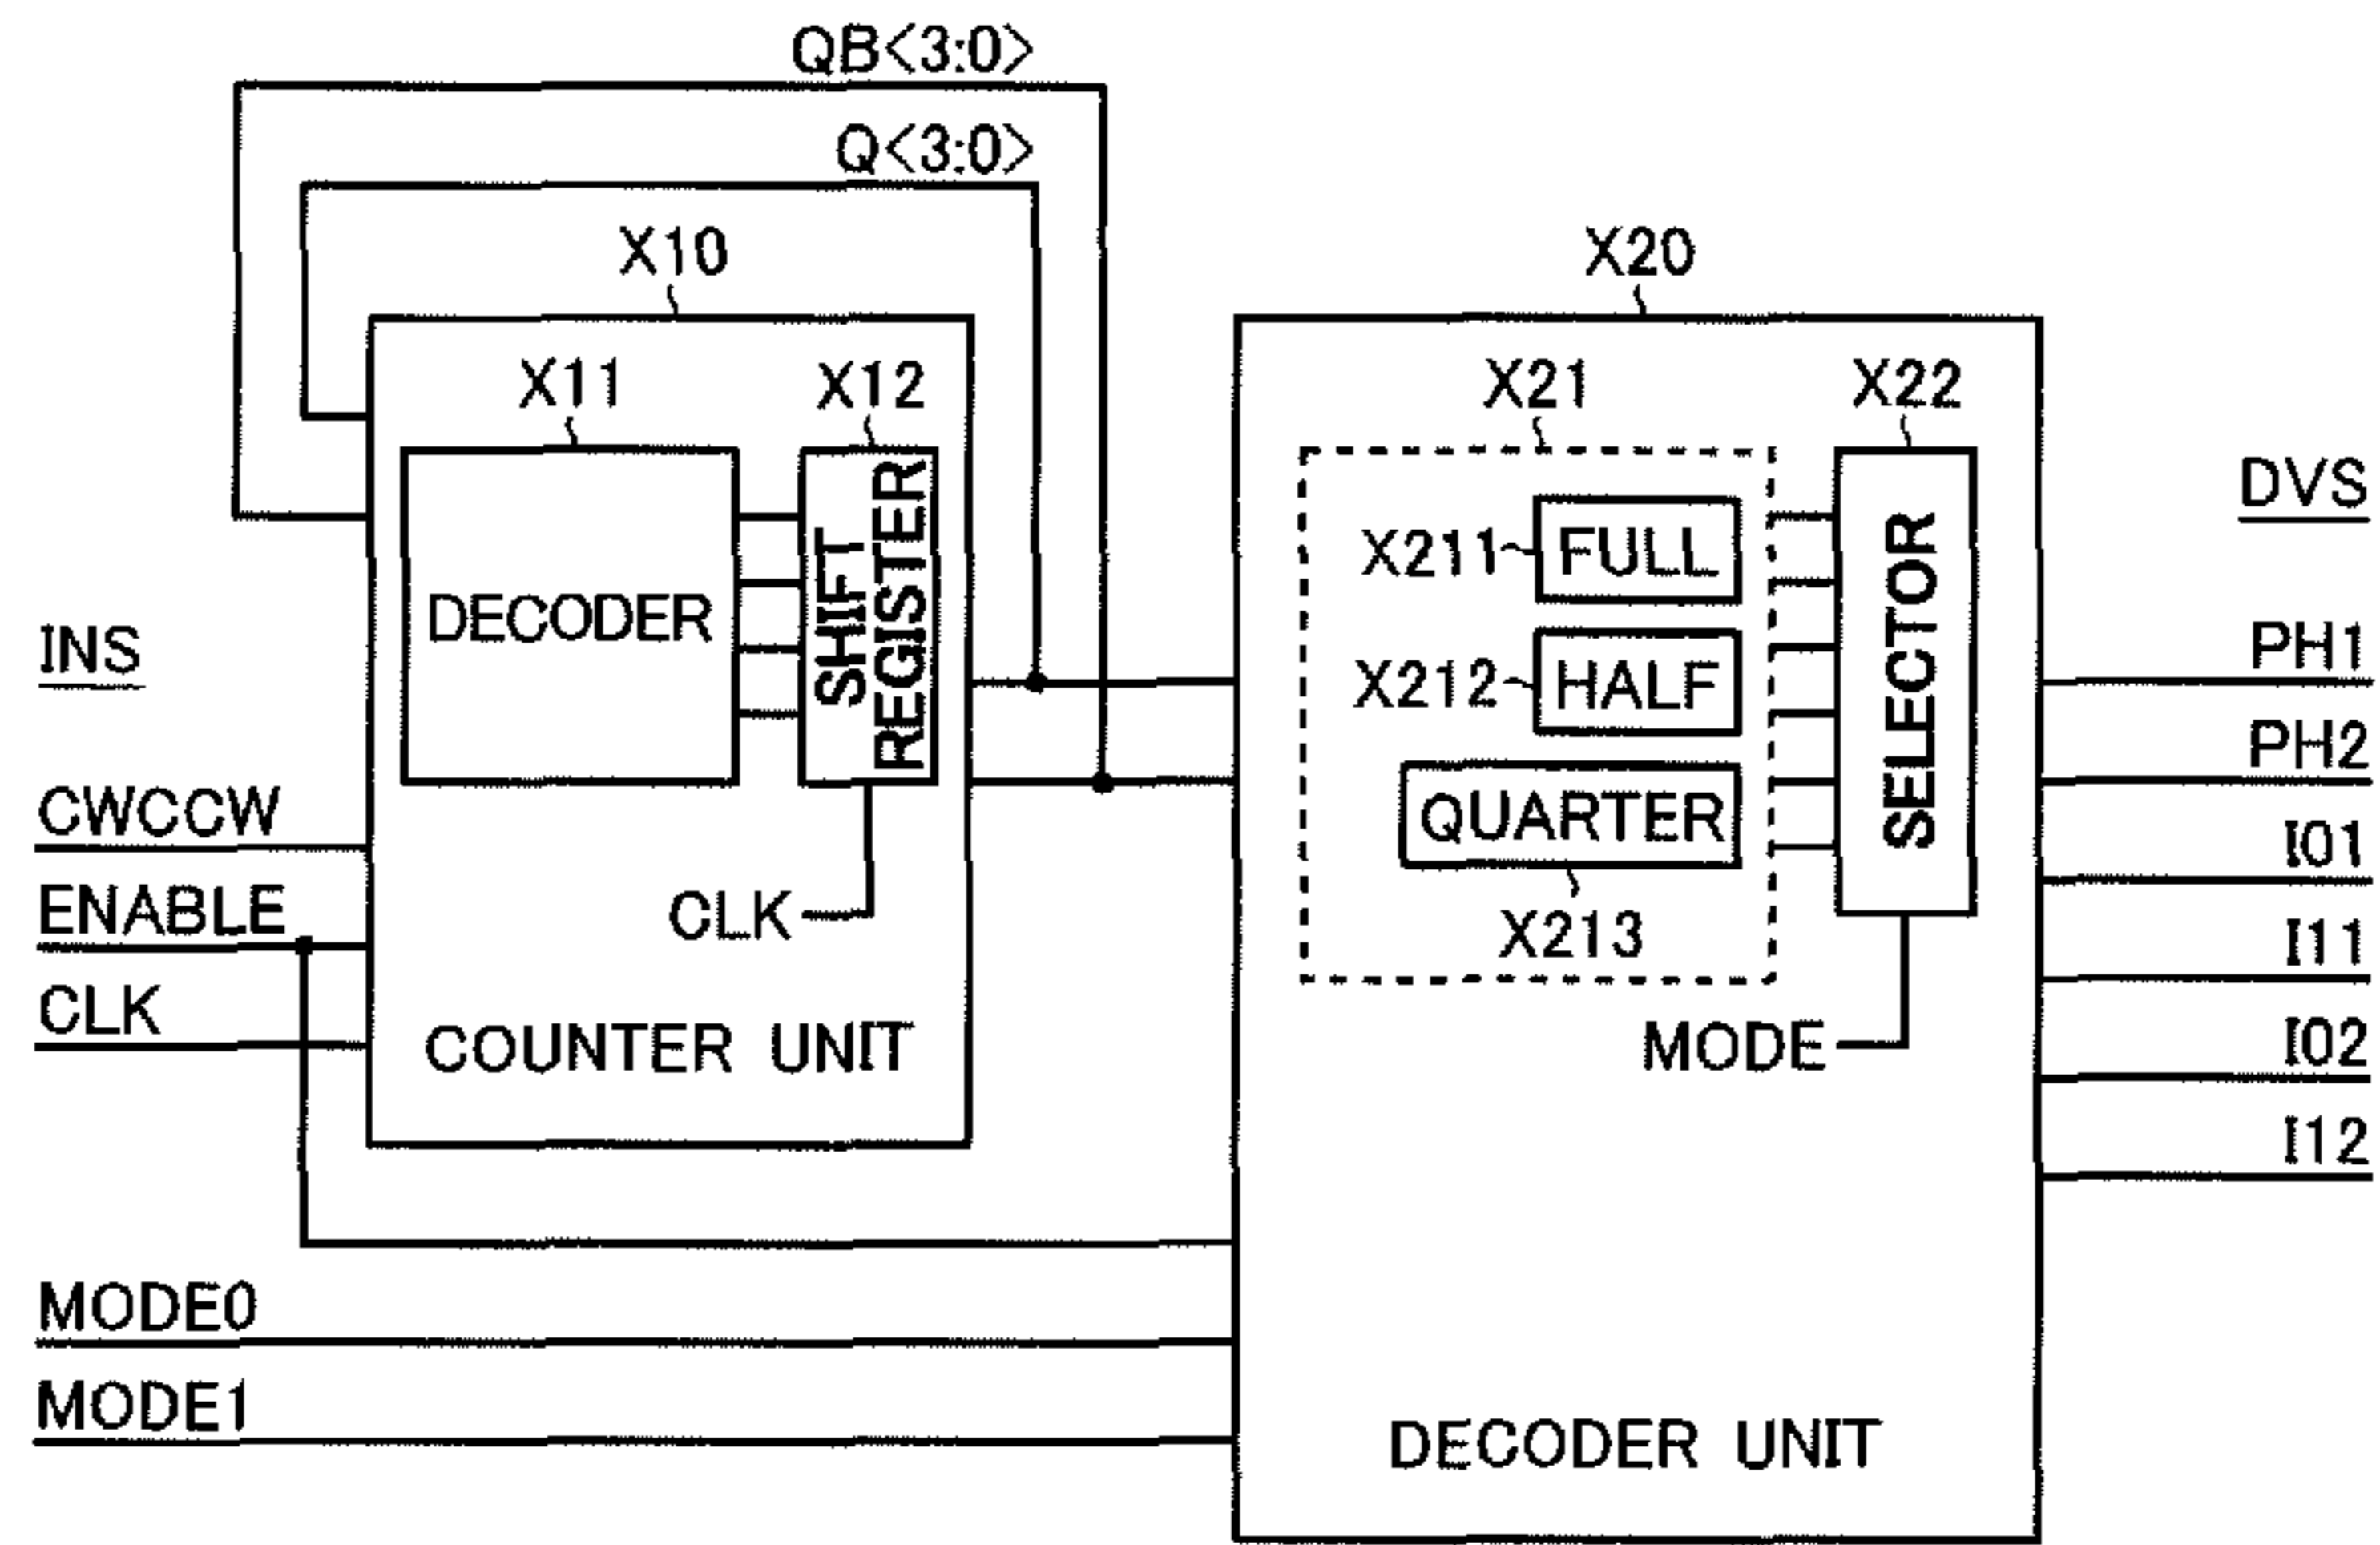 QB<3:0>
Q<3:0>
X10
X20
X11
X12
X21
X22
DECODER
SHIFT
REGISTER
X211
FULL
X212
HALF
QUARTER
X213
SELECTOR
MODE
CLK
COUNTER UNIT
DECODER UNIT
INS
CWCCW
ENABLE
CLK
MODE0
MODE1
DVS
PH1
PH2
I01
I11
I02
I12